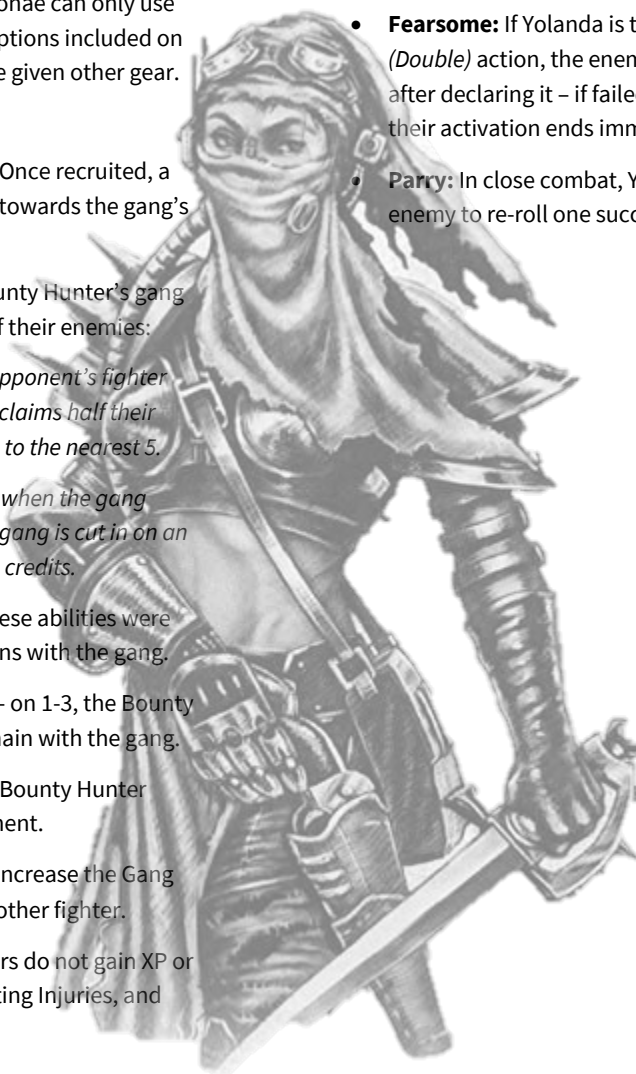 onae can only use
ptions included on
e given other gear.
Once recruited, a
towards the gang's
unty Hunter's gang
f their enemies:
pponent's fighter
claims half their
to the nearest 5.
when the gang
gang is cut in on an
credits.
ese abilities were
ns with the gang.
– on 1-3, the Bounty
nain with the gang.
Bounty Hunter
nent.
ncrease the Gang
other fighter.
rs do not gain XP or
ting Injuries, and
• Fearsome: If Yolanda is t
(Double) action, the enem
after declaring it – if failed
their activation ends imm
• Parry: In close combat, Y
enemy to re-roll one succ